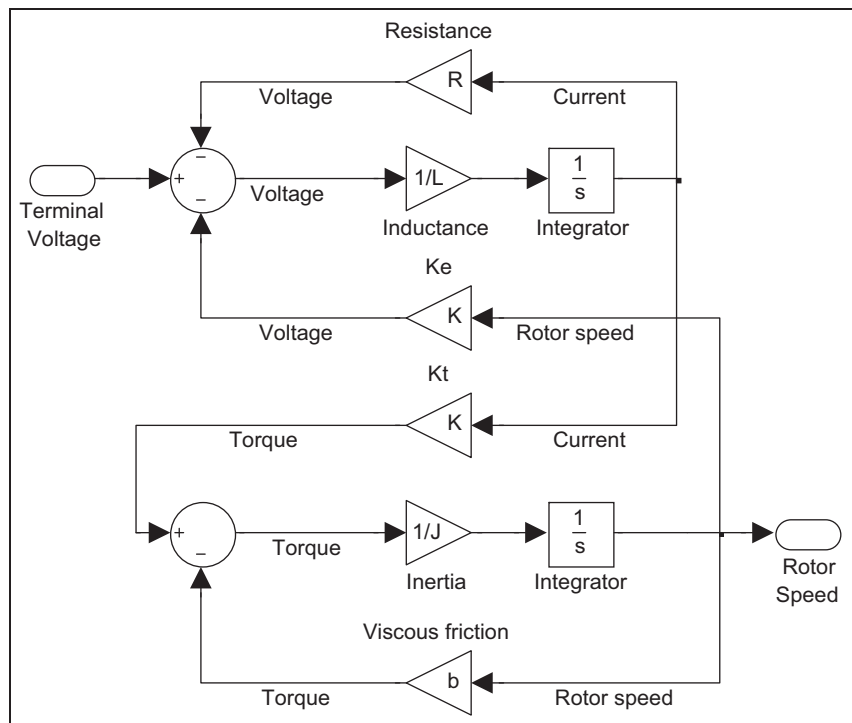 Resistance
R
Voltage
Current
−
+
−
Voltage
1/L
1
s
Terminal
Voltage
Inductance
Integrator
Ke
K
Voltage
Rotor speed
Kt
K
Torque
Current
+
−
Torque
1/J
1
s
Inertia
Integrator
Rotor
Speed
Viscous friction
b
Torque
Rotor speed